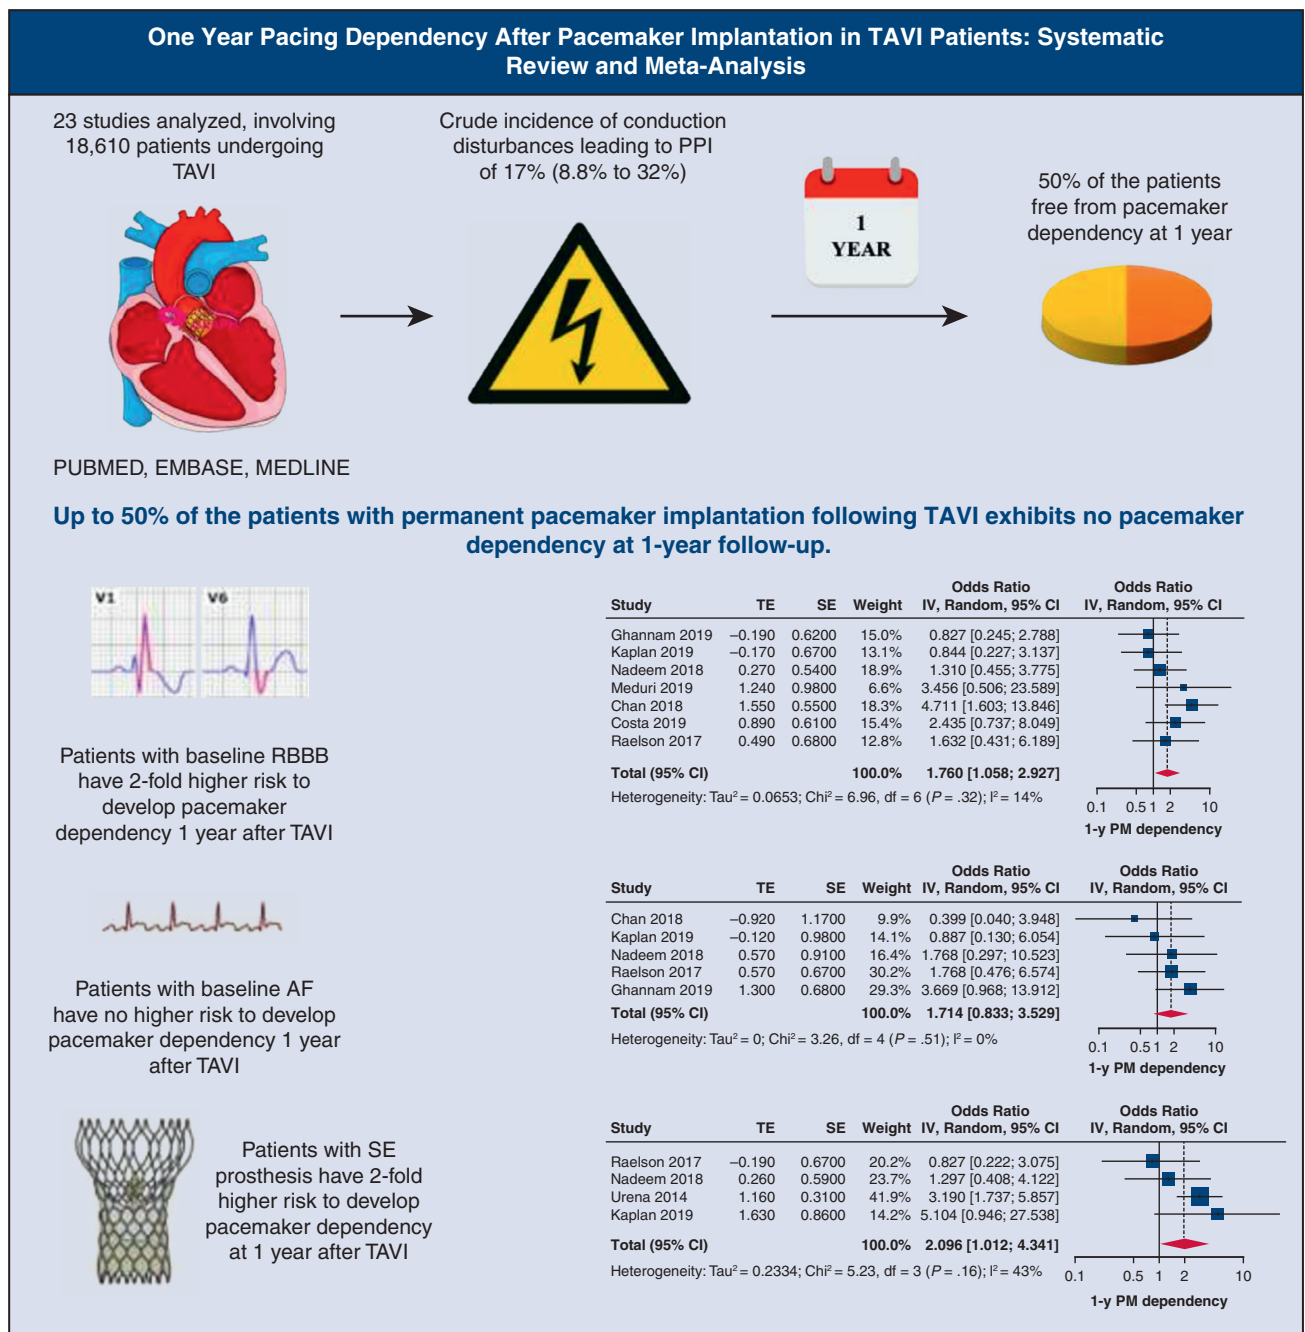 One Year Pacing Dependency After Pacemaker Implantation in TAVI Patients: Systematic
Review and Meta-Analysis
23 studies analyzed, involving
18,610 patients undergoing
TAVI
Crude incidence of conduction
disturbances leading to PPI
of 17% (8.8% to 32%)
1
YEAR
50% of the patients
free from pacemaker
dependency at 1 year
PUBMED, EMBASE, MEDLINE
Up to 50% of the patients with permanent pacemaker implantation following TAVI exhibits no pacemaker
dependency at 1-year follow-up.
V1 V6
Patients with baseline RBBB
have 2-fold higher risk to
develop pacemaker
dependency 1 year after TAVI
Odds Ratio Odds Ratio
Study TE SE Weight IV, Random, 95% CI IV, Random, 95% CI
Ghannam 2019 –0.190 0.6200 15.0% 0.827 [0.245; 2.788]
Kaplan 2019 –0.170 0.6700 13.1% 0.844 [0.227; 3.137]
Nadeem 2018 0.270 0.5400 18.9% 1.310 [0.455; 3.775]
Meduri 2019 1.240 0.9800 6.6% 3.456 [0.506; 23.589]
Chan 2018 1.550 0.5500 18.3% 4.711 [1.603; 13.846]
Costa 2019 0.890 0.6100 15.4% 2.435 [0.737; 8.049]
Raelson 2017 0.490 0.6800 12.8% 1.632 [0.431; 6.189]
Total (95% CI) 100.0% 1.760 [1.058; 2.927]
Heterogeneity: Tau² = 0.0653; Chi² = 6.96, df = 6 (P = .32); I² = 14%
0.1 0.5 1 2 10
1-y PM dependency
Patients with baseline AF
have no higher risk to develop
pacemaker dependency 1 year
after TAVI
Odds Ratio Odds Ratio
Study TE SE Weight IV, Random, 95% CI IV, Random, 95% CI
Chan 2018 –0.920 1.1700 9.9% 0.399 [0.040; 3.948]
Kaplan 2019 –0.120 0.9800 14.1% 0.887 [0.130; 6.054]
Nadeem 2018 0.570 0.9100 16.4% 1.768 [0.297; 10.523]
Raelson 2017 0.570 0.6700 30.2% 1.768 [0.476; 6.574]
Ghannam 2019 1.300 0.6800 29.3% 3.669 [0.968; 13.912]
Total (95% CI) 100.0% 1.714 [0.833; 3.529]
Heterogeneity: Tau² = 0; Chi² = 3.26, df = 4 (P = .51); I² = 0%
0.1 0.5 1 2 10
1-y PM dependency
Patients with SE
prosthesis have 2-fold
higher risk to develop
pacemaker dependency
at 1 year after TAVI
Odds Ratio Odds Ratio
Study TE SE Weight IV, Random, 95% CI IV, Random, 95% CI
Raelson 2017 –0.190 0.6700 20.2% 0.827 [0.222; 3.075]
Nadeem 2018 0.260 0.5900 23.7% 1.297 [0.408; 4.122]
Urena 2014 1.160 0.3100 41.9% 3.190 [1.737; 5.857]
Kaplan 2019 1.630 0.8600 14.2% 5.104 [0.946; 27.538]
Total (95% CI) 100.0% 2.096 [1.012; 4.341]
Heterogeneity: Tau² = 0.2334; Chi² = 5.23, df = 3 (P = .16); I² = 43%
0.1 0.5 1 2 10
1-y PM dependency